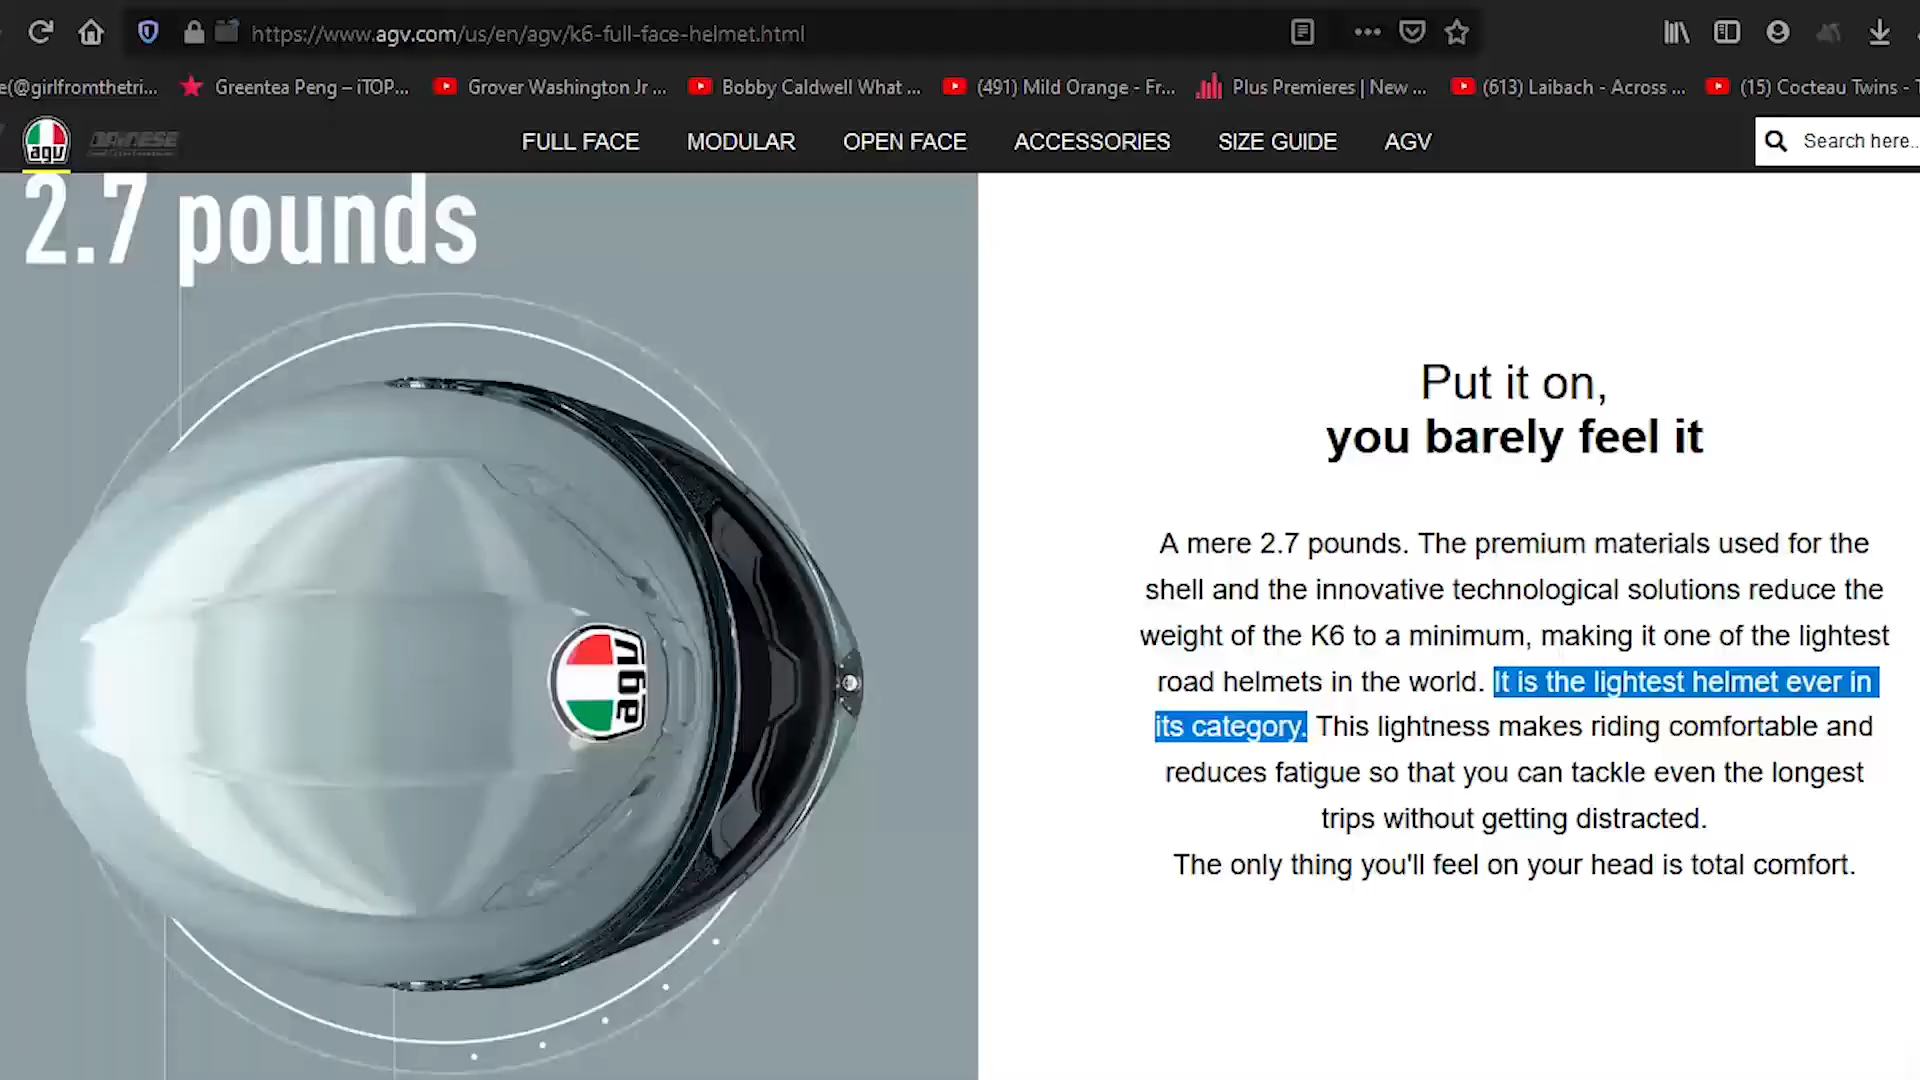 https://www.agv.com/us/en/agv/k6-full-face-helmet.html
e(@girlfromthetri... Greentea Peng – iTOP... Grover Washington Jr ... Bobby Caldwell What ... (491) Mild Orange - Fr... Plus Premieres | New ... (613) Laibach - Across ... (15) Cocteau Twins -
agv DAINESE FULL FACE MODULAR OPEN FACE ACCESSORIES SIZE GUIDE AGV Search here..
2.7 pounds
agv
Put it on,
you barely feel it
A mere 2.7 pounds. The premium materials used for the
shell and the innovative technological solutions reduce the
weight of the K6 to a minimum, making it one of the lightest
road helmets in the world. It is the lightest helmet ever in
its category. This lightness makes riding comfortable and
reduces fatigue so that you can tackle even the longest
trips without getting distracted.
The only thing you'll feel on your head is total comfort.